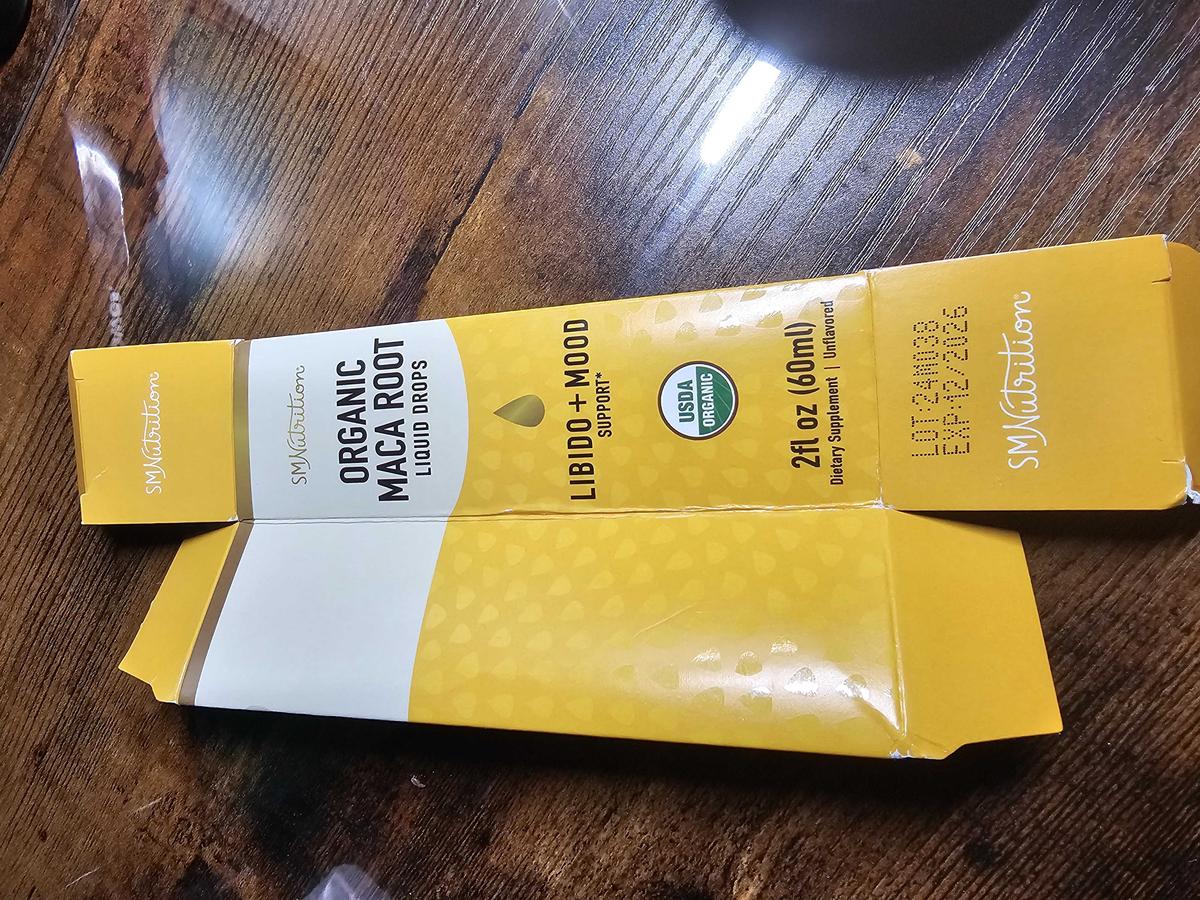 SMNutrition
SMNutrition
ORGANIC
MACA ROOT
LIQUID DROPS
LIBIDO + MOOD
SUPPORT*
USDA
ORGANIC
2fl oz (60ml)
Dietary Supplement | Unflavored
LOT:24M038
EXP:12/2026
SMNutrition®